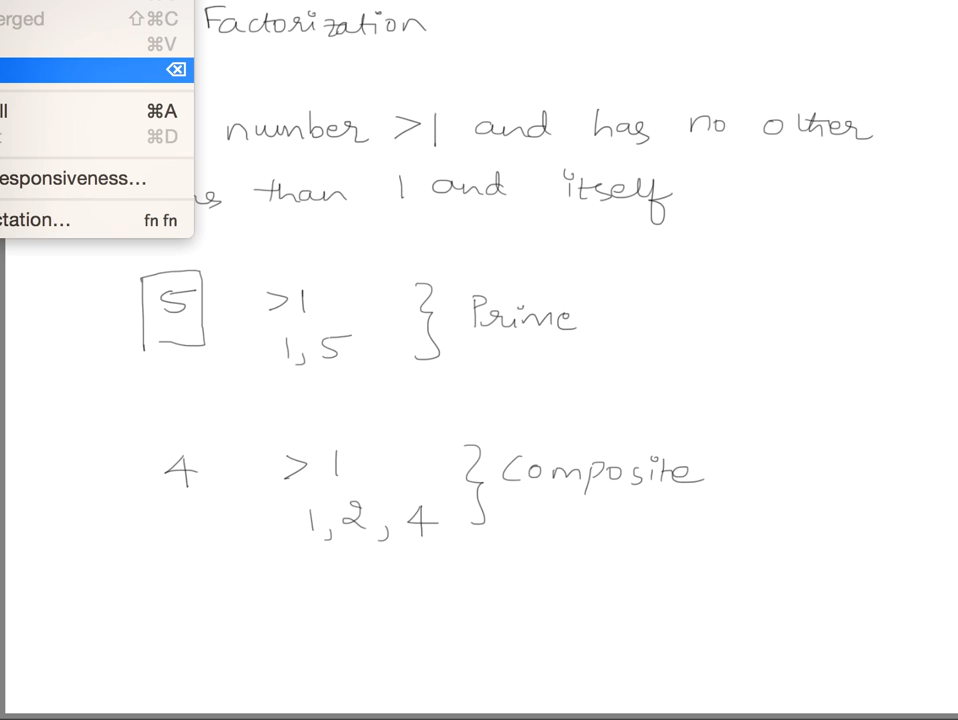 erged ⇧⌘C
⌘V
Factorization
ll ⌘A
⌘D
number >1 and has no other
esponsiveness...
than 1 and itself
ctation... fn fn
5 >1 } Prime
1, 5
4 >1 } Composite
1, 2, 4